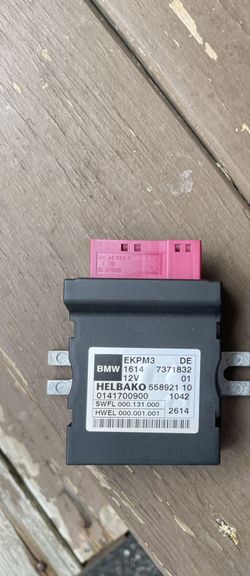 BMW
EKPM3 DE
1614 7371832
12V 01
HELBAKO 558921 10
0141700900 1042
SWFL 000.131.000
HWEL 000.001.001 2614